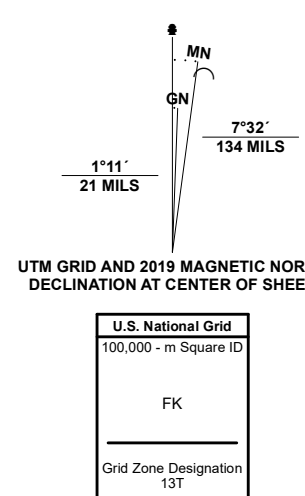 MN
GN
7°32´
134 MILS
1°11´
21 MILS
UTM GRID AND 2019 MAGNETIC NOR
DECLINATION AT CENTER OF SHEE
U.S. National Grid
100,000 - m Square ID
FK
Grid Zone Designation
13T